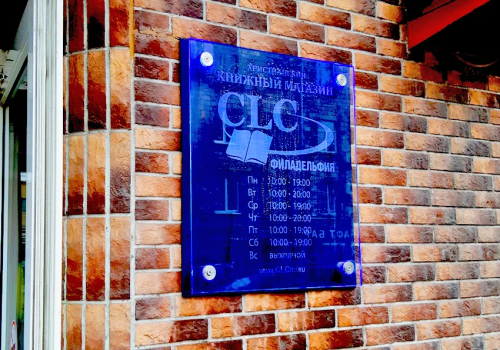 ХРИСТИАНСКИЙ
КНИЖНЫЙ МАГАЗИН
CLC
ФИЛАДЕЛЬФИЯ
Пн 10:00 - 19:00
Вт 10:00 - 20:00
Ср 10:00 - 19:00
Чт 10:00 - 20:00
Пт 10:00 - 19:00
Сб 10:00 - 19:00
Вс выходной